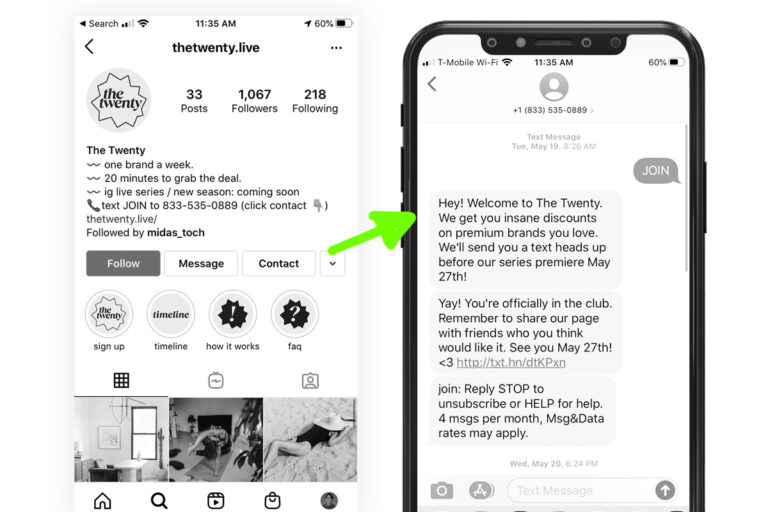 Search 11:35 AM 60%
thetwenty.live
the
twenty
33 1,067 218
Posts Followers Following
The Twenty
one brand a week.
20 minutes to grab the deal.
ig live series / new season: coming soon
text JOIN to 833-535-0889 (click contact )
thetwenty.live/
Followed by midas_toch
Follow Message Contact
the twenty timeline ! ?
sign up timeline how it works faq
T-Mobile Wi-Fi 11:35 AM 60%
+1 (833) 535-0889 >
Text Message
Tue, May 19, 8:26 AM
JOIN
Hey! Welcome to The Twenty.
We get you insane discounts
on premium brands you love.
We'll send you a text heads up
before our series premiere May
27th!
Yay! You're officially in the club.
Remember to share our page
with friends who you think
would like it. See you May 27th!
<3 http://txt.hn/dtKPxn
join: Reply STOP to
unsubscribe or HELP for help.
4 msgs per month, Msg&Data
rates may apply.
Wed, May 20, 6:24 PM
Text Message